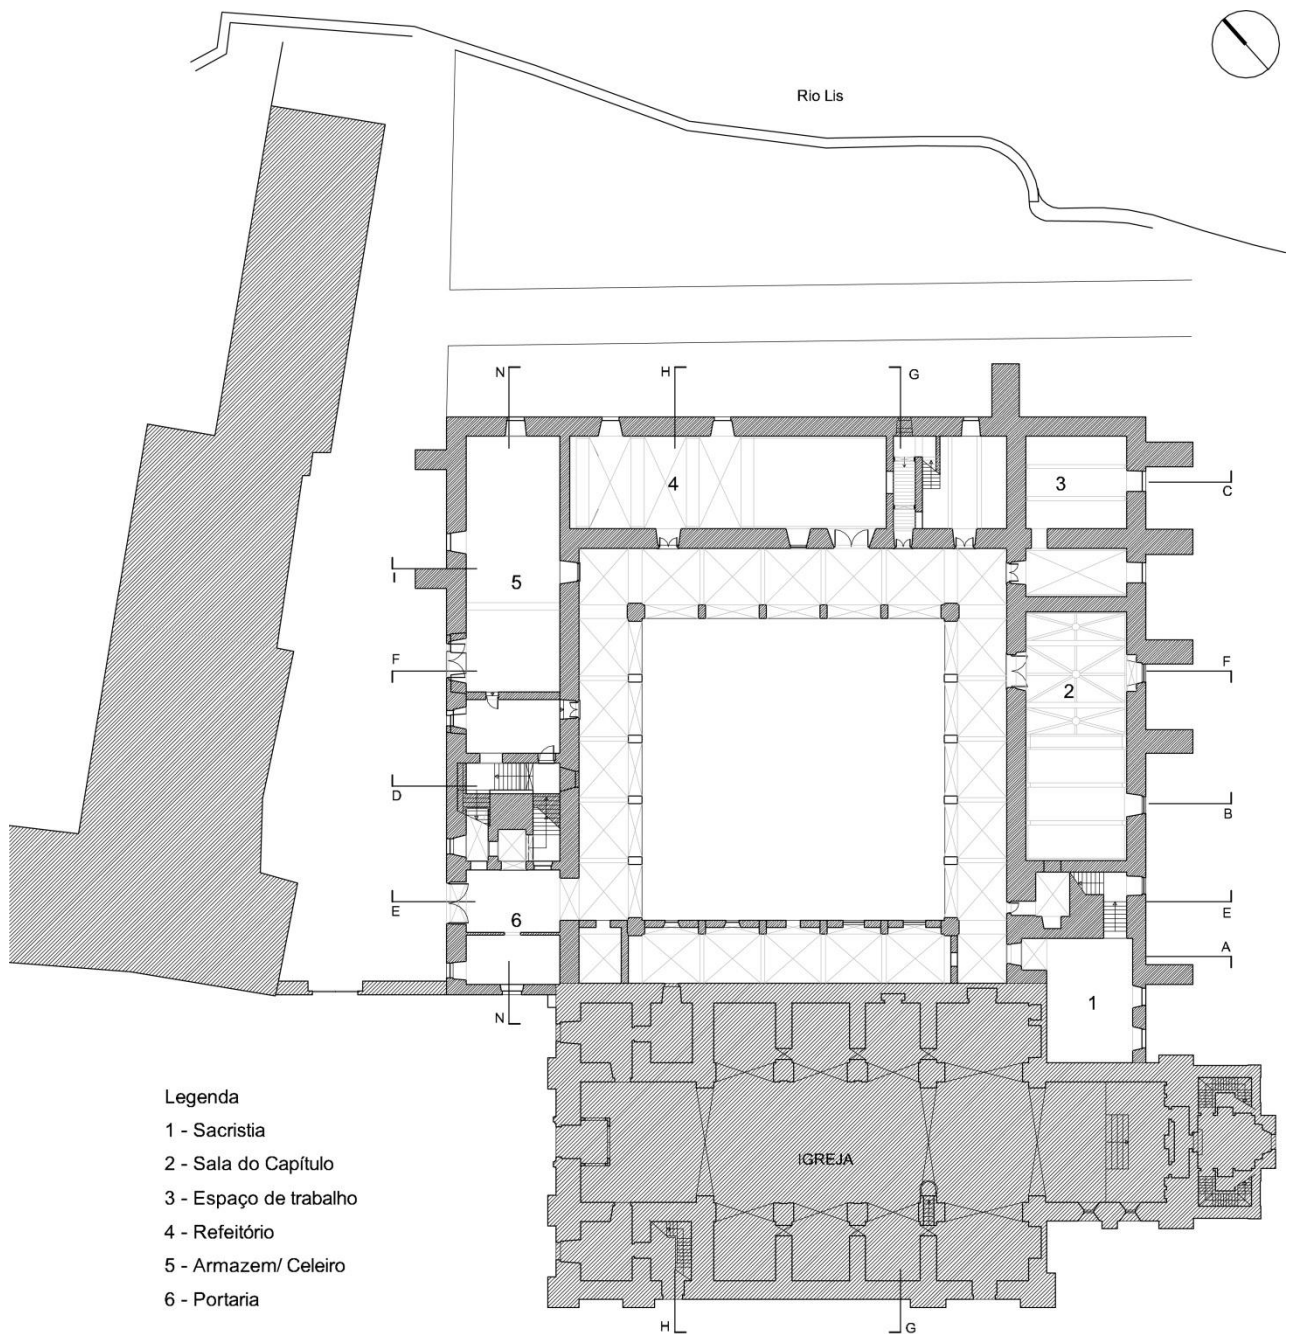 Rio Lis
N
H
G
4
3
C
I
5
F
F
2
D
B
E
6
E
A
1
N
Legenda
1 - Sacristia
2 - Sala do Capítulo
IGREJA
3 - Espaço de trabalho
4 - Refeitório
5 - Armazem/ Celeiro
6 - Portaria
H
G